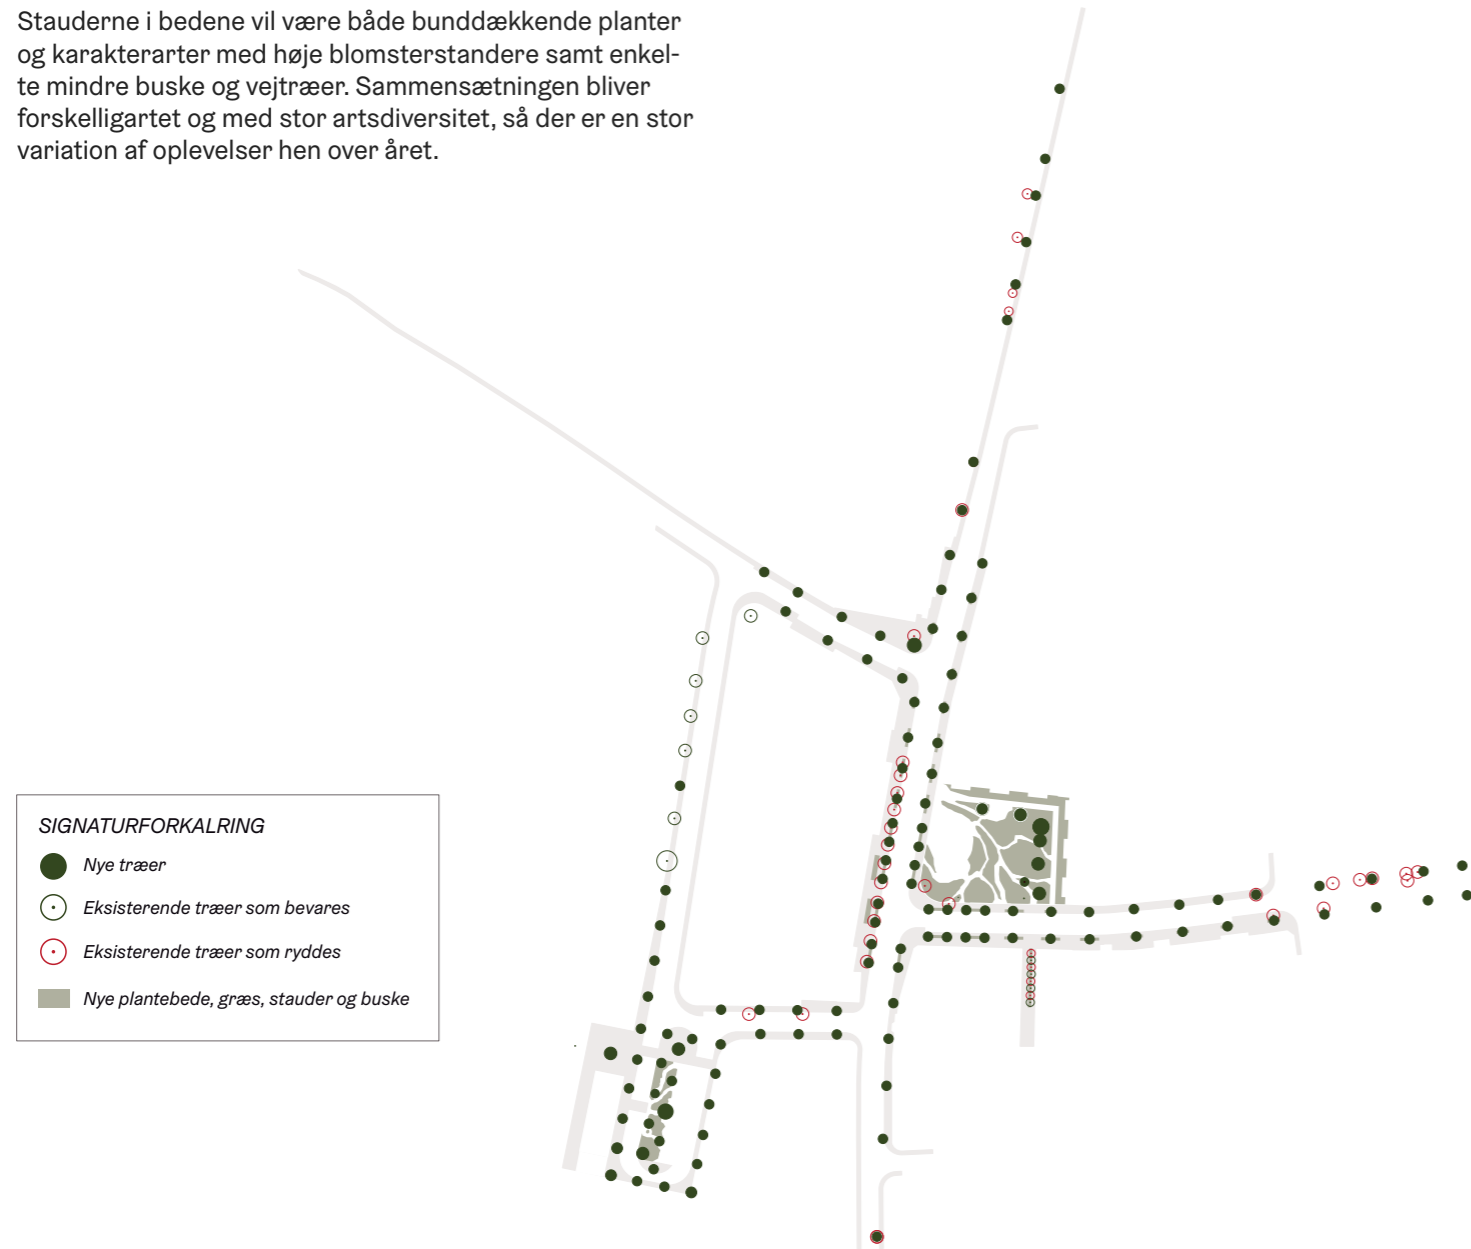 Stauderne i bedene vil være både bunddækkende planter
og karakterarter med høje blomsterstandere samt enkel-
te mindre buske og vejtræer. Sammensætningen bliver
forskelligartet og med stor artsdiversitet, så der er en stor
variation af oplevelser hen over året.
SIGNATURFORKALRING
Nye træer
Eksisterende træer som bevares
Eksisterende træer som ryddes
Nye plantebede, græs, stauder og buske